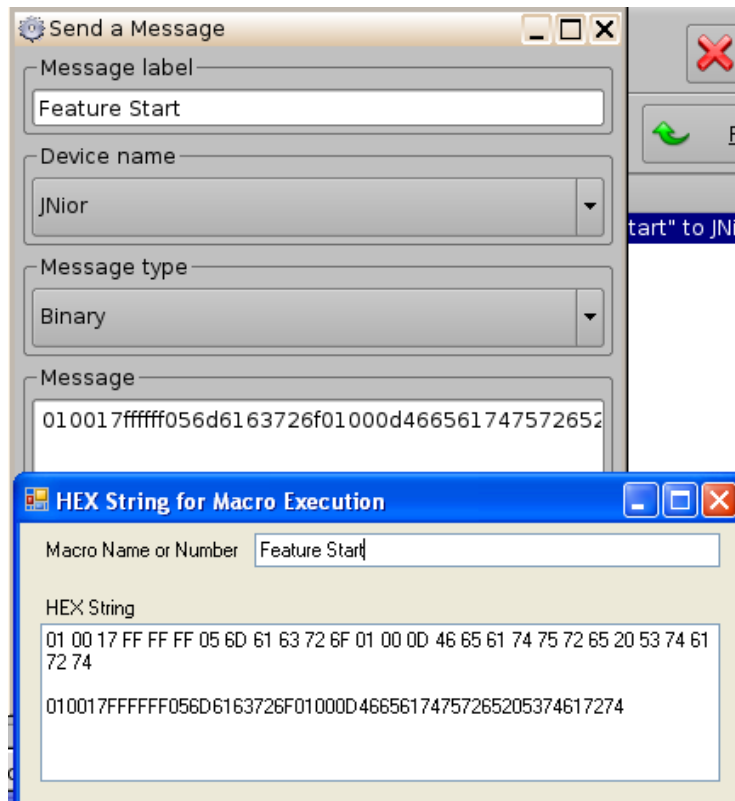 Send a Message
Message label
Feature Start
Device name
JNior
tart" to JNi
Message type
Binary
Message
010017ffffff056d6163726f01000d466561747572652
HEX String for Macro Execution
Macro Name or Number Feature Start
HEX String
01 00 17 FF FF FF 05 6D 61 63 72 6F 01 00 0D 46 65 61 74 75 72 65 20 53 74 61
72 74
010017FFFFFF056D6163726F01000D46656174757265205374617274